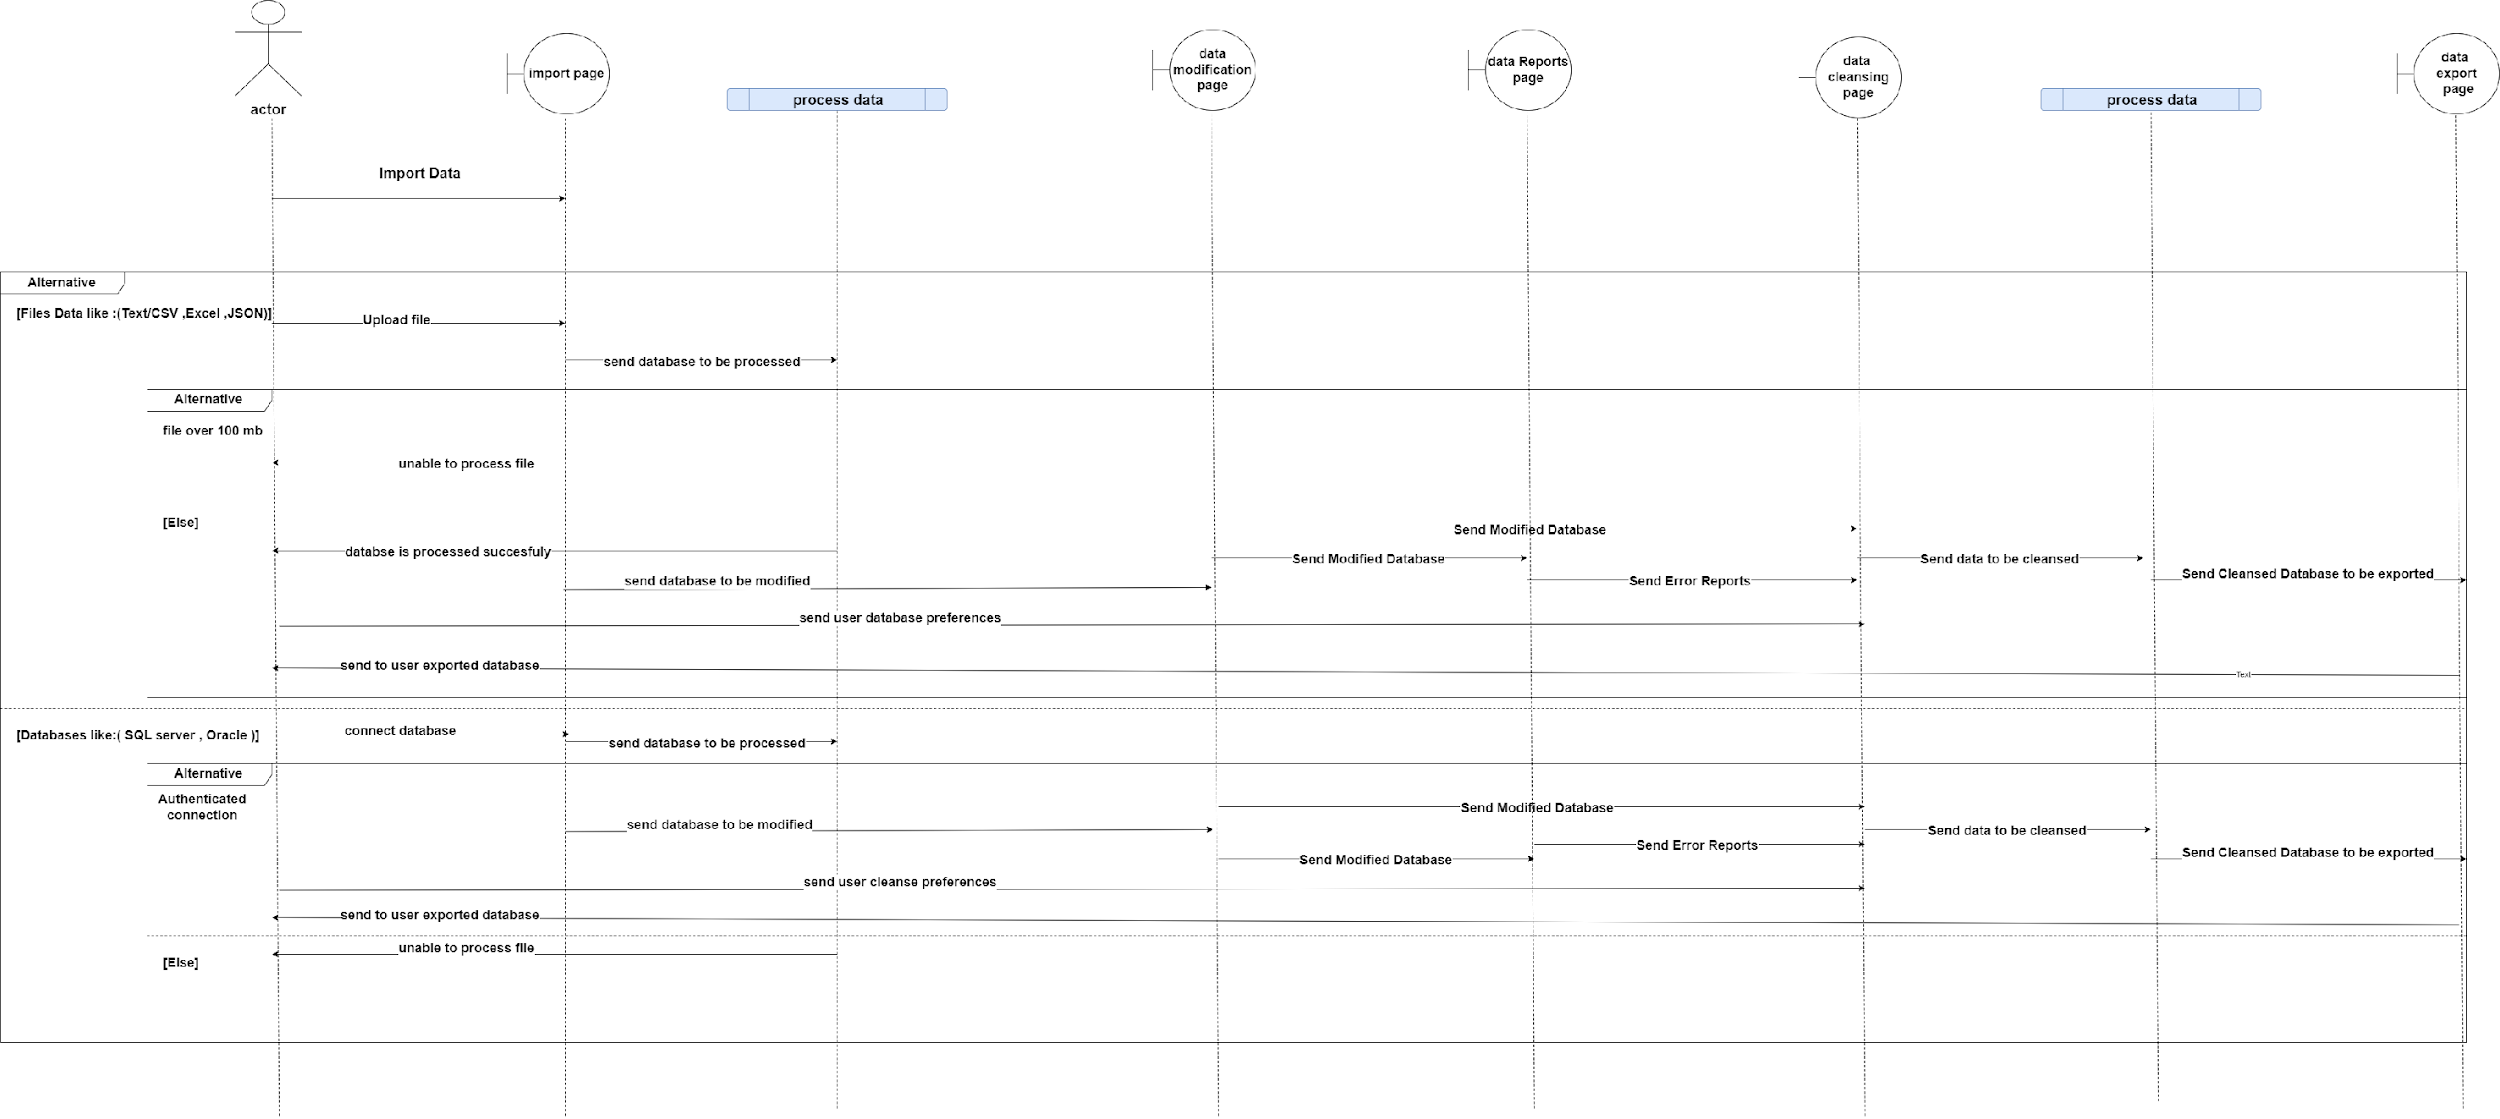 actor
import page
process data
data
modification
page
data Reports
page
data
cleansing
page
process data
data
export
page
Import Data
Alternative
[Files Data like :(Text/CSV ,Excel ,JSON)]
Upload file
send database to be processed
Alternative
file over 100 mb
unable to process file
[Else]
Send Modified Database
databse is processed succesfuly
Send Modified Database
Send data to be cleansed
send database to be modified
Send Error Reports
Send Cleansed Database to be exported
send user database preferences
send to user exported database
Text
[Databases like:( SQL server , Oracle )]
connect database
send database to be processed
Alternative
Authenticated
connection
Send Modified Database
send database to be modified
Send data to be cleansed
Send Error Reports
Send Modified Database
Send Cleansed Database to be exported
send user cleanse preferences
send to user exported database
unable to process file
[Else]